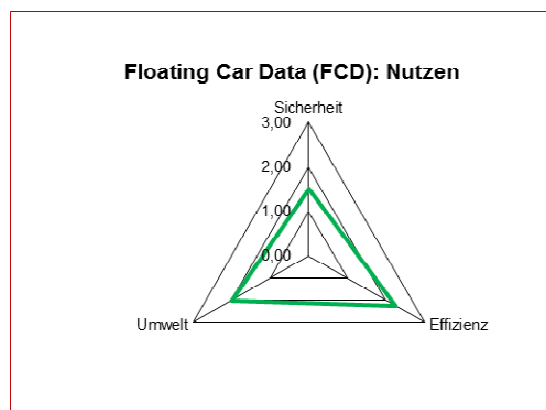 Floating Car Data (FCD): Nutzen
Sicherheit
3,00
2,00
1,00
0,00
Umwelt
Effizienz